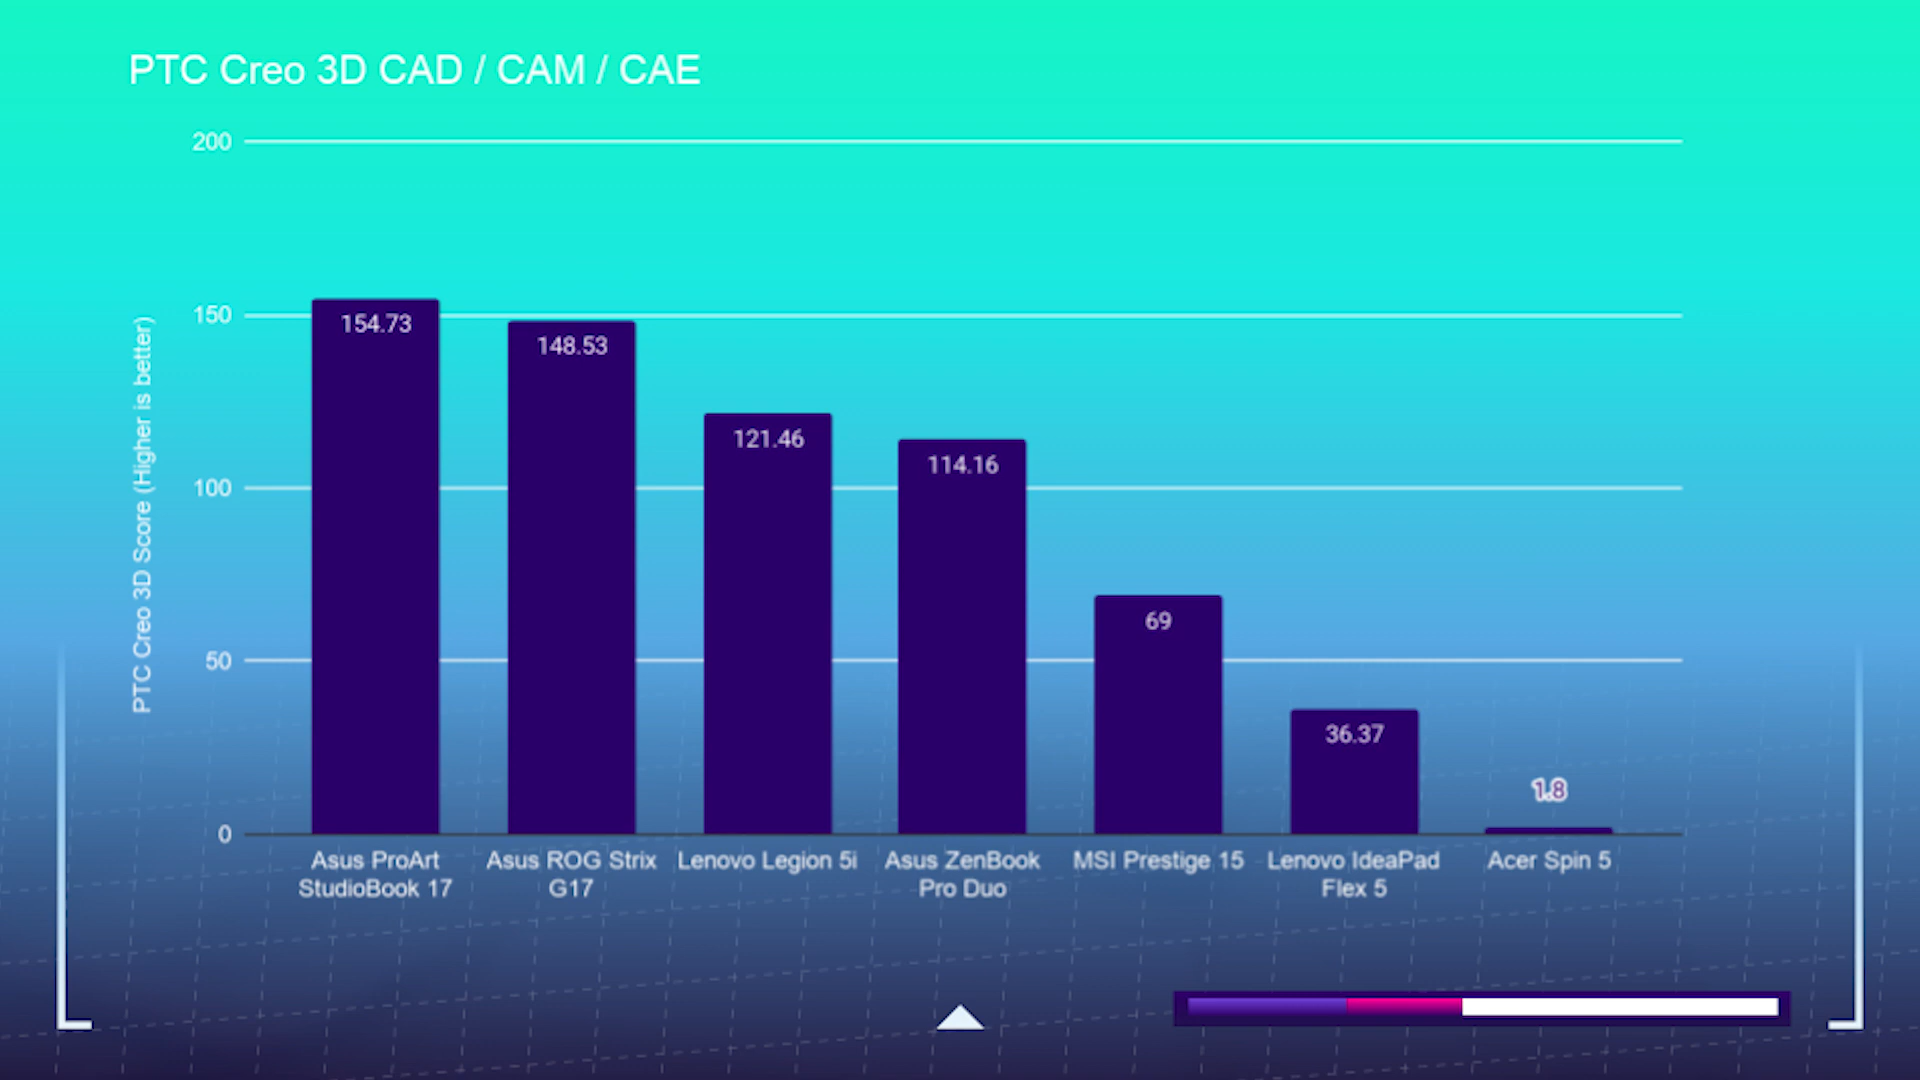 PTC Creo 3D CAD / CAM / CAE
PTC Creo 3D Score (Higher is better)
200
150
100
50
0
154.73
148.53
121.46
114.16
69
36.37
1.8
Asus ProArt
StudioBook 17
Asus ROG Strix
G17
Lenovo Legion 5i
Asus ZenBook
Pro Duo
MSI Prestige 15
Lenovo IdeaPad
Flex 5
Acer Spin 5